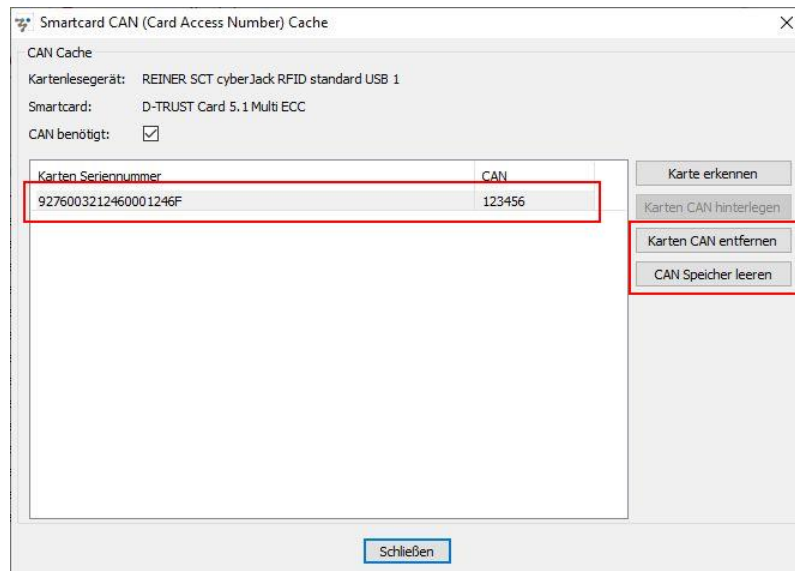 Smartcard CAN (Card Access Number) Cache
CAN Cache
Kartenlesegerät: REINER SCT cyberJack RFID standard USB 1
Smartcard: D-TRUST Card 5.1 Multi ECC
CAN benötigt:
Karten Seriennummer CAN
9276003212460001246F 123456
Karte erkennen
Karten CAN hinterlegen
Karten CAN entfernen
CAN Speicher leeren
Schließen